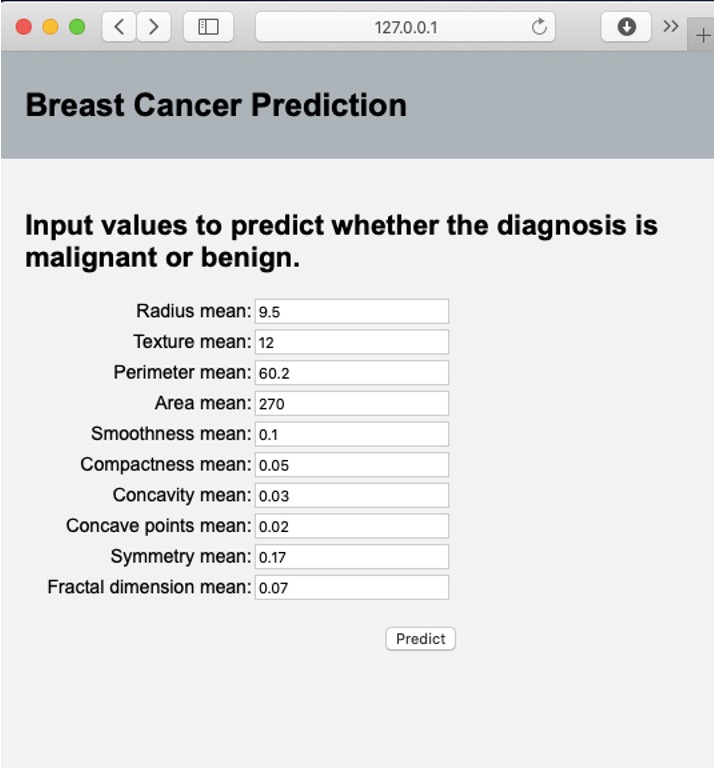 127.0.0.1
Breast Cancer Prediction
Input values to predict whether the diagnosis is
malignant or benign.
Radius mean: 9.5
Texture mean: 12
Perimeter mean: 60.2
Area mean: 270
Smoothness mean: 0.1
Compactness mean: 0.05
Concavity mean: 0.03
Concave points mean: 0.02
Symmetry mean: 0.17
Fractal dimension mean: 0.07
Predict